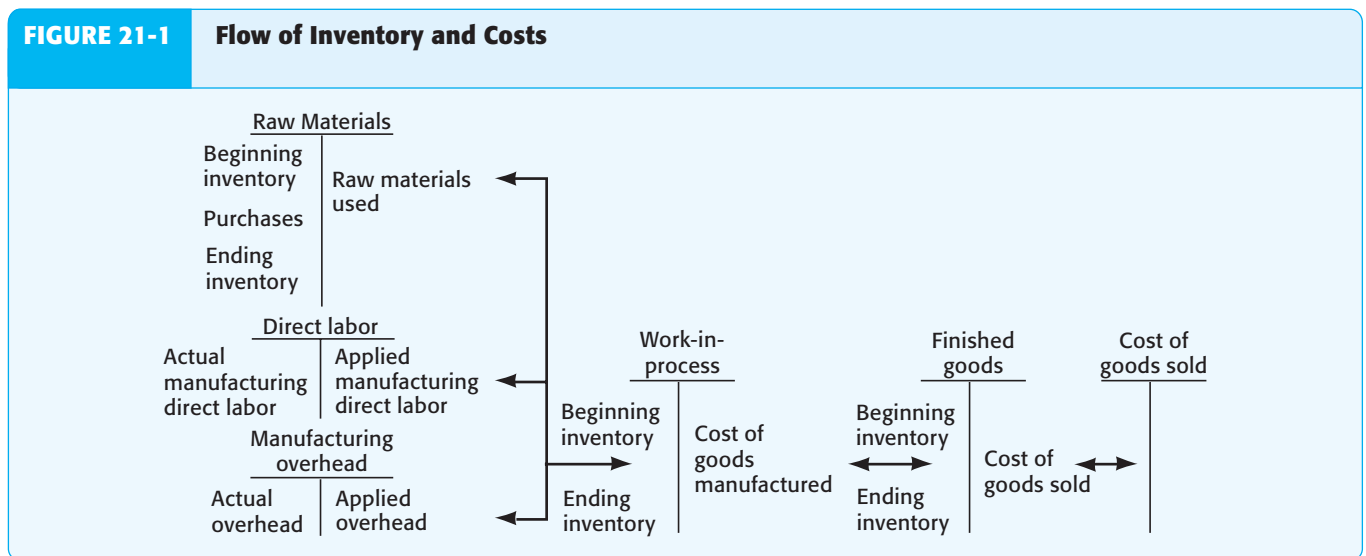 FIGURE 21-1
Flow of Inventory and Costs
Raw Materials
Beginning
inventory
Purchases
Ending
inventory
Raw materials
used
Direct labor
Actual
manufacturing
direct labor
Applied
manufacturing
direct labor
Manufacturing
overhead
Actual
overhead
Applied
overhead
Work-in-
process
Beginning
inventory
Ending
inventory
Cost of
goods
manufactured
Finished
goods
Beginning
inventory
Ending
inventory
Cost of
goods sold
Cost of
goods sold